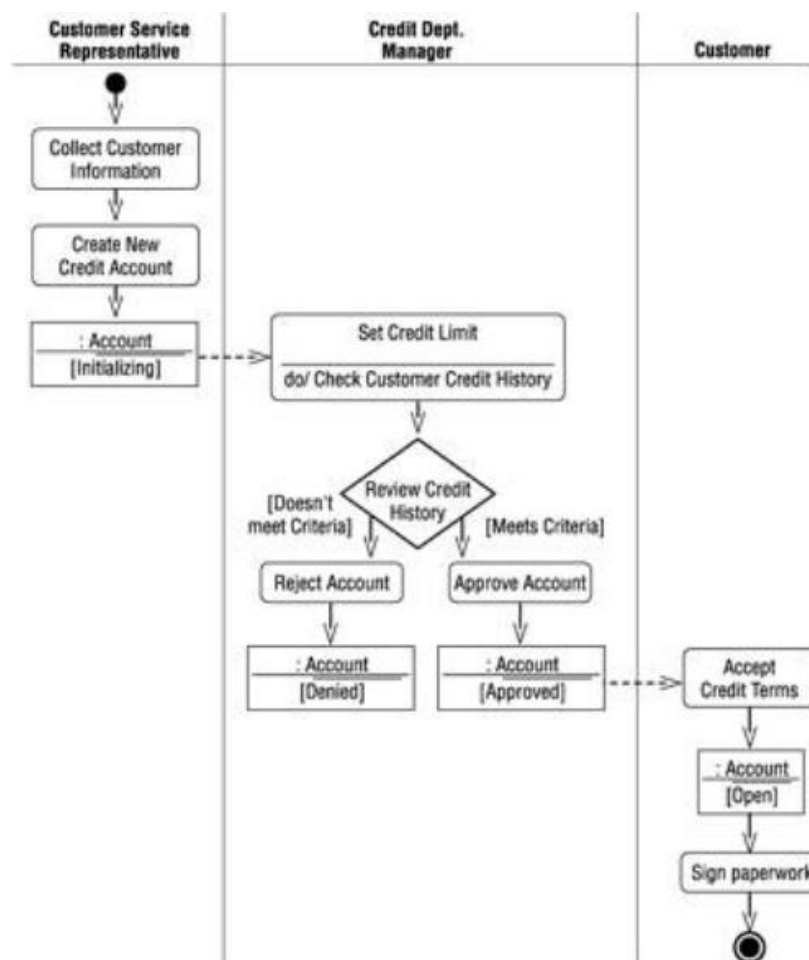 Customer Service
Representative
Credit Dept.
Manager
Customer
Collect Customer
Information
Create New
Credit Account
: Account
[Initializing]
Set Credit Limit
do/ Check Customer Credit History
Review Credit
History
[Doesn't
meet Criteria]
[Meets Criteria]
Reject Account
Approve Account
: Account
[Denied]
: Account
[Approved]
Accept
Credit Terms
: Account
[Open]
Sign paperwork